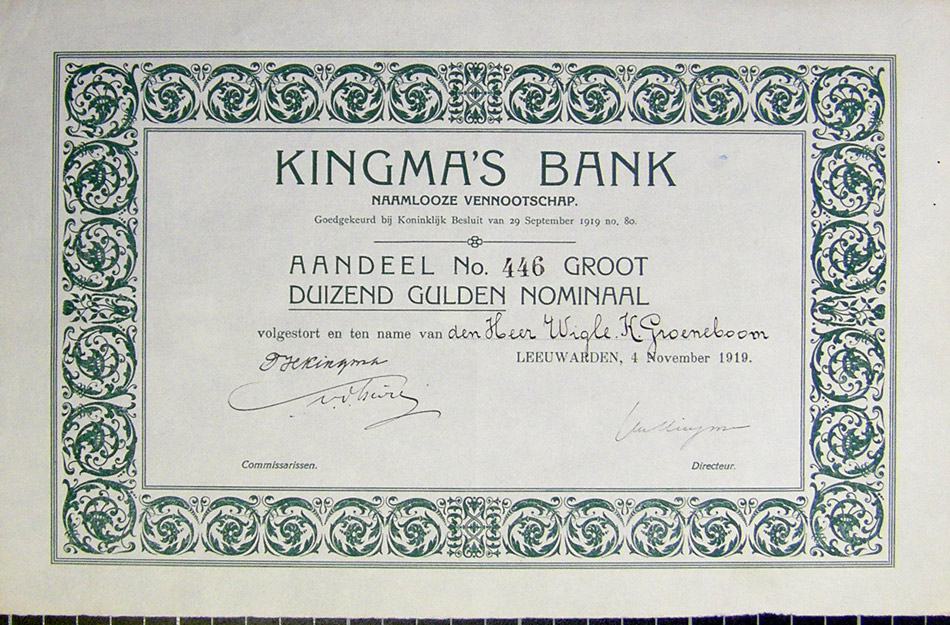 KINGMA'S BANK
NAAMLOOZE VENNOOTSCHAP.
Goedgekeurd bij Koninklijk Besluit van 29 September 1919 no. 80.
AANDEEL No. 446 GROOT
DUIZEND GULDEN NOMINAAL
volgestort en ten name van den Heer Wigle. K. Groeneboom
LEEUWARDEN, 4 November 1919.
Kingma
Commissarissen. Directeur.